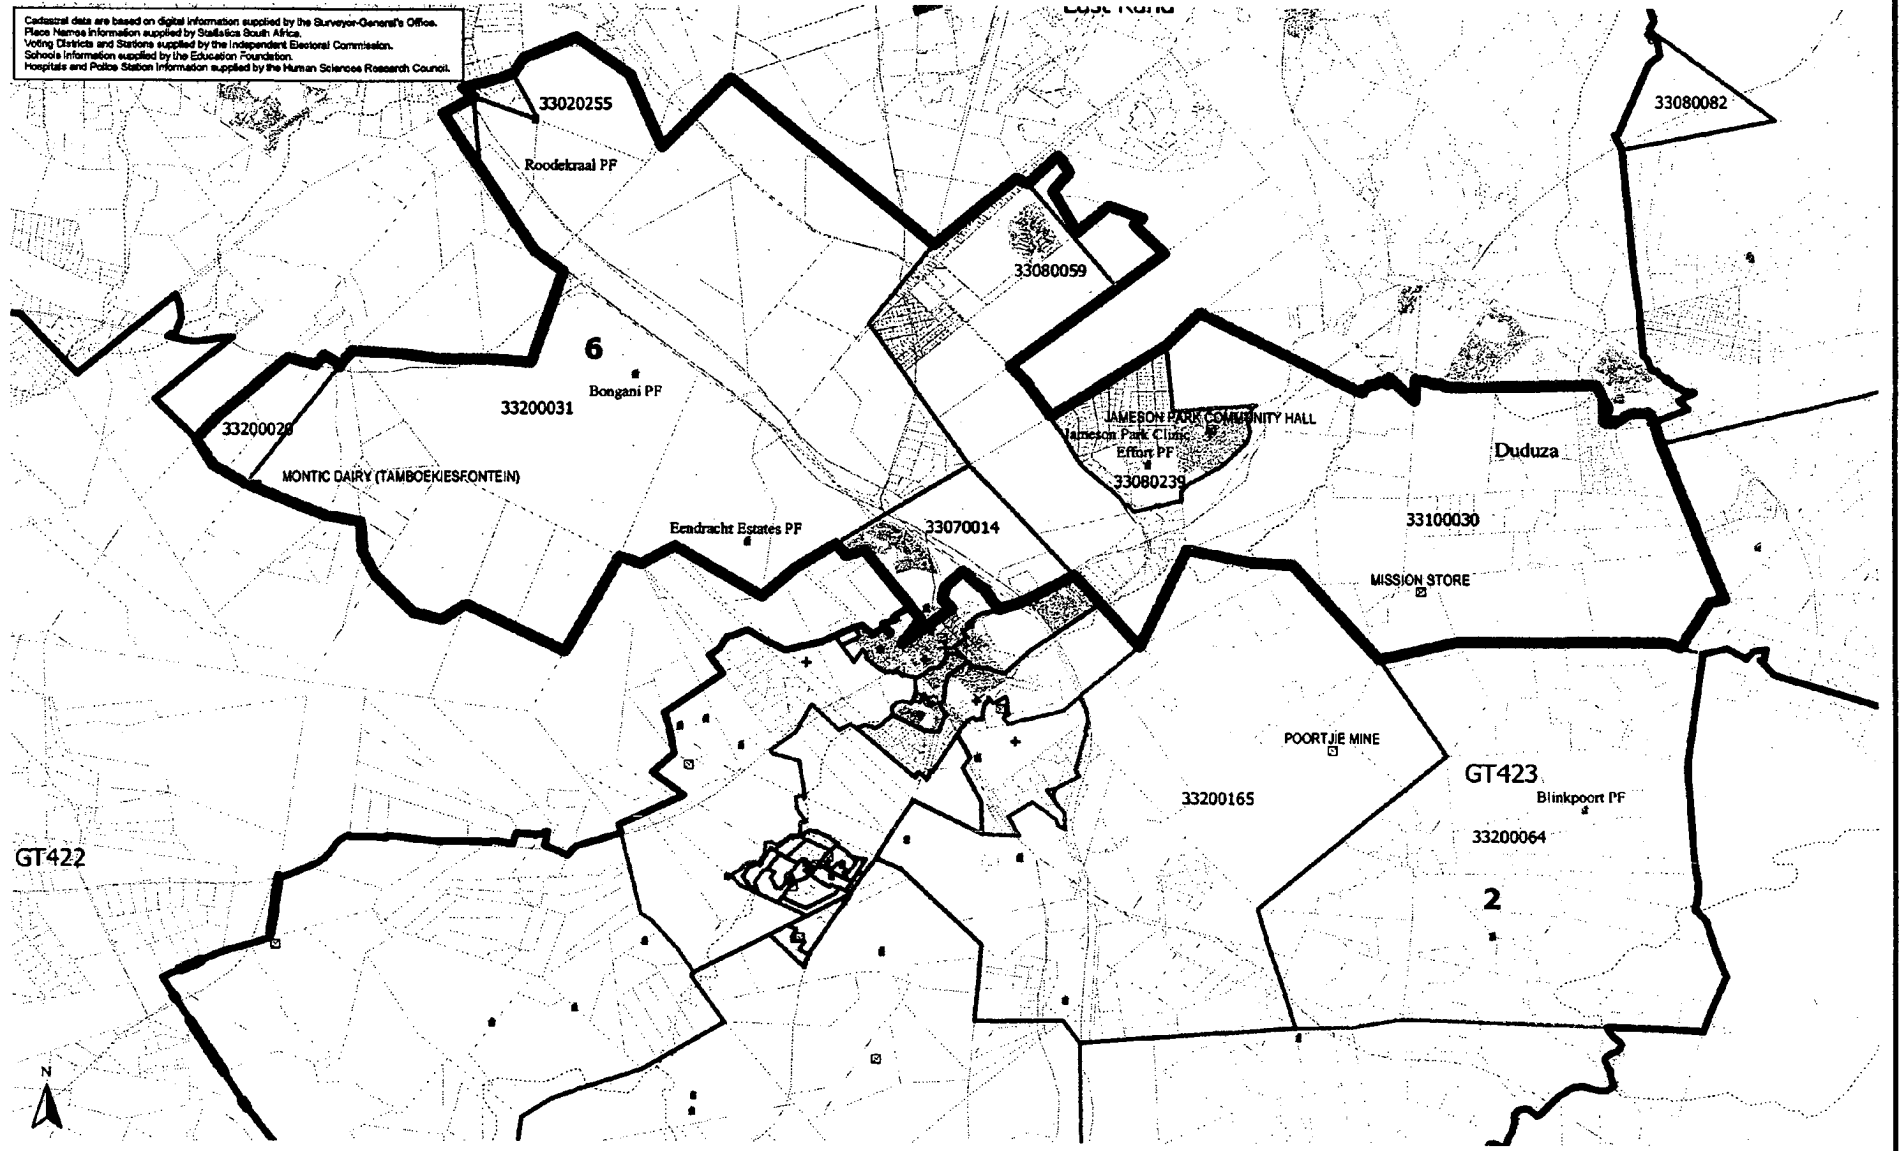 Cadastral data are based on digital information supplied by the Surveyor-General's Office.
Place Names information supplied by Statistics South Africa.
Voting Districts and Stations supplied by the Independent Electoral Commission.
Schools information supplied by the Education Foundation.
Hospitals and Police Station information supplied by the Human Sciences Research Council.
East Rand
33020255
33080082
Roodekraal PF
33080059
6
Bongani PF
33200031
33200020
JAMESON PARK COMMUNITY HALL
Jameson Park Clinic
Effort PF
33080239
Duduza
MONTIC DAIRY (TAMBOEKIESFONTEIN)
Eendracht Estates PF
33070014
33100030
MISSION STORE
POORTJIE MINE
GT423
Blinkpoort PF
33200165
33200064
GT422
2
N